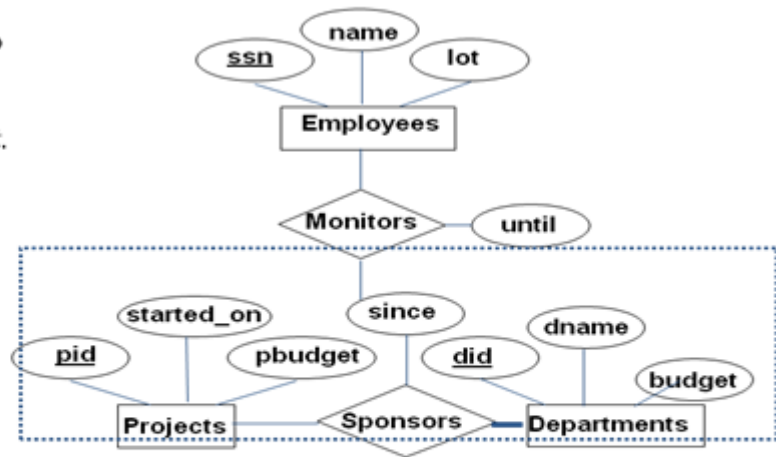 name
ssn
lot
Employees
Monitors
until
started_on
since
dname
pid
pbudget
did
budget
Projects
Sponsors
Departments